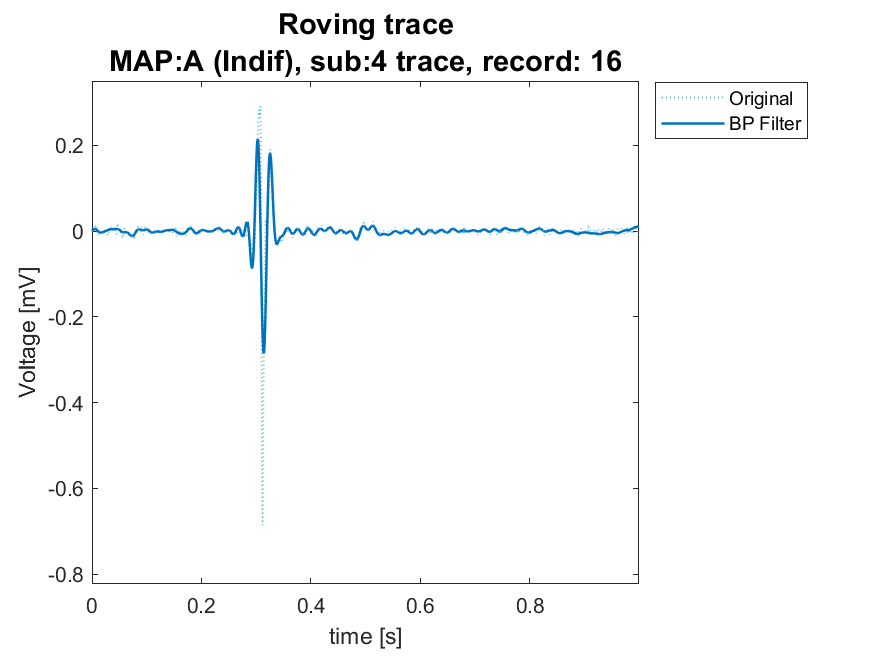 Roving trace
MAP:A (Indif), sub:4 trace, record: 16
Original
BP Filter
0.2
0
-0.2
-0.4
-0.6
-0.8
Voltage [mV]
0
0.2
0.4
0.6
0.8
time [s]